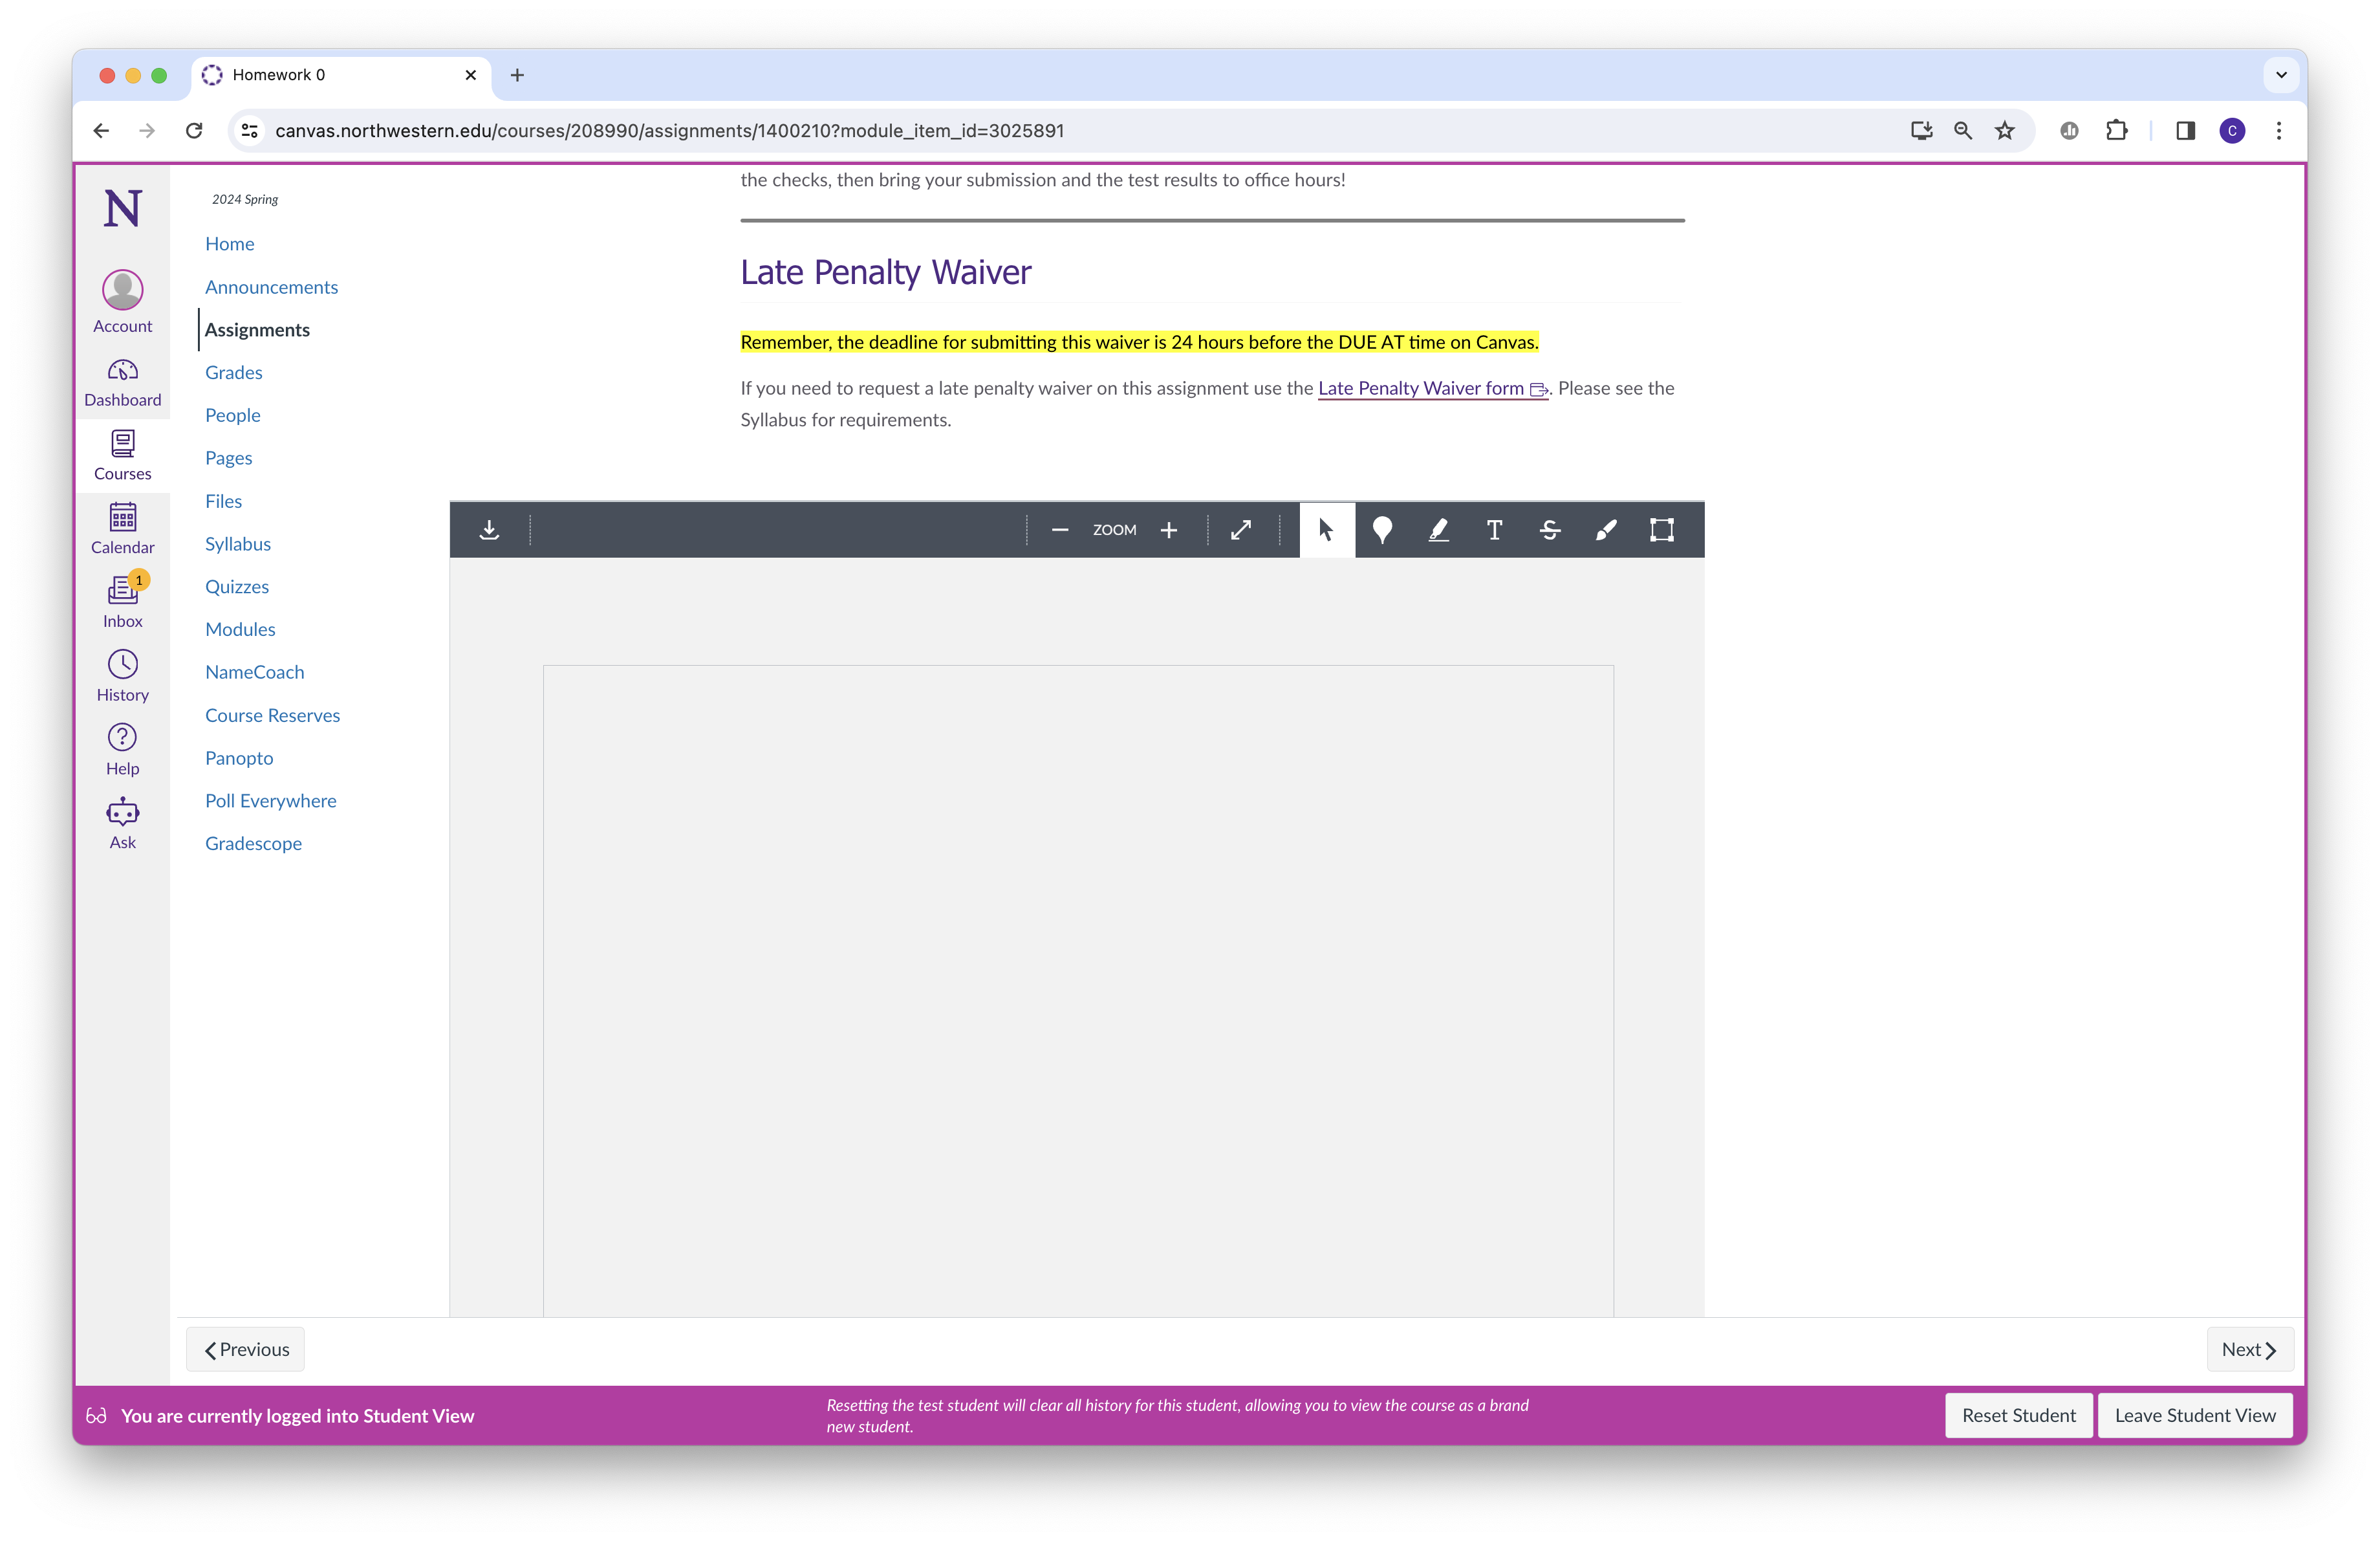 Homework 0
canvas.northwestern.edu/courses/208990/assignments/1400210?module_item_id=3025891
C
N
Account
Dashboard
Courses
Calendar
1
Inbox
History
Help
Ask
2024 Spring
Home
Announcements
Assignments
Grades
People
Pages
Files
Syllabus
Quizzes
Modules
NameCoach
Course Reserves
Panopto
Poll Everywhere
Gradescope
the checks, then bring your submission and the test results to office hours!
Late Penalty Waiver
Remember, the deadline for submitting this waiver is 24 hours before the DUE AT time on Canvas.
If you need to request a late penalty waiver on this assignment use the Late Penalty Waiver form. Please see the
Syllabus for requirements.
ZOOM
T
S
Previous
Next
You are currently logged into Student View
Resetting the test student will clear all history for this student, allowing you to view the course as a brand
new student.
Reset Student
Leave Student View